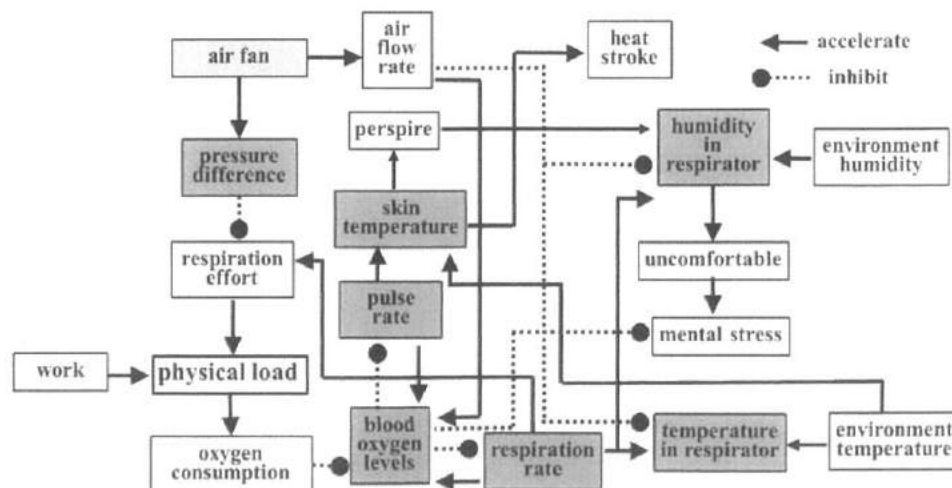 air fan
air
flow
rate
heat
stroke
accelerate
inhibit
perspire
humidity
in
respirator
environment
humidity
pressure
difference
skin
temperature
respiration
effort
uncomfortable
pulse
rate
mental stress
work
physical load
blood
oxygen
levels
respiration
rate
temperature
in respirator
environment
temperature
oxygen
consumption